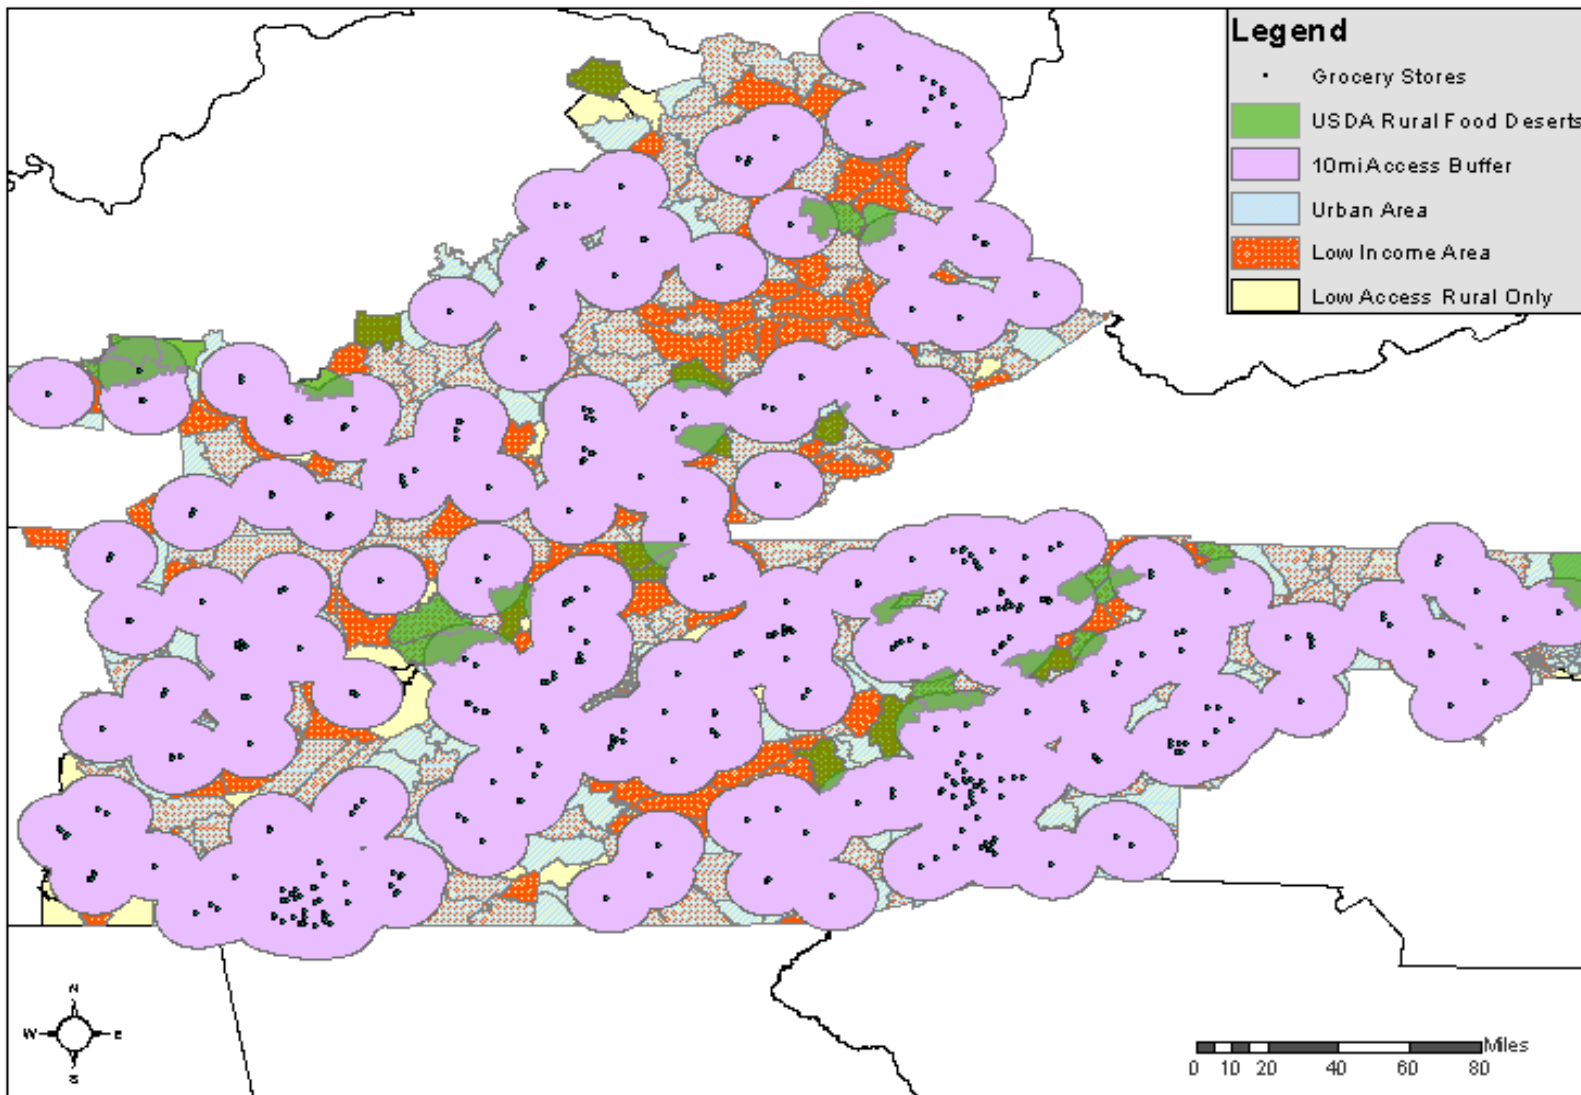 Legend
Grocery Stores
USDA Rural Food Deserts
10mi Access Buffer
Urban Area
Low Income Area
Low Access Rural Only
N
W E
S
Miles
0 10 20 40 60 80